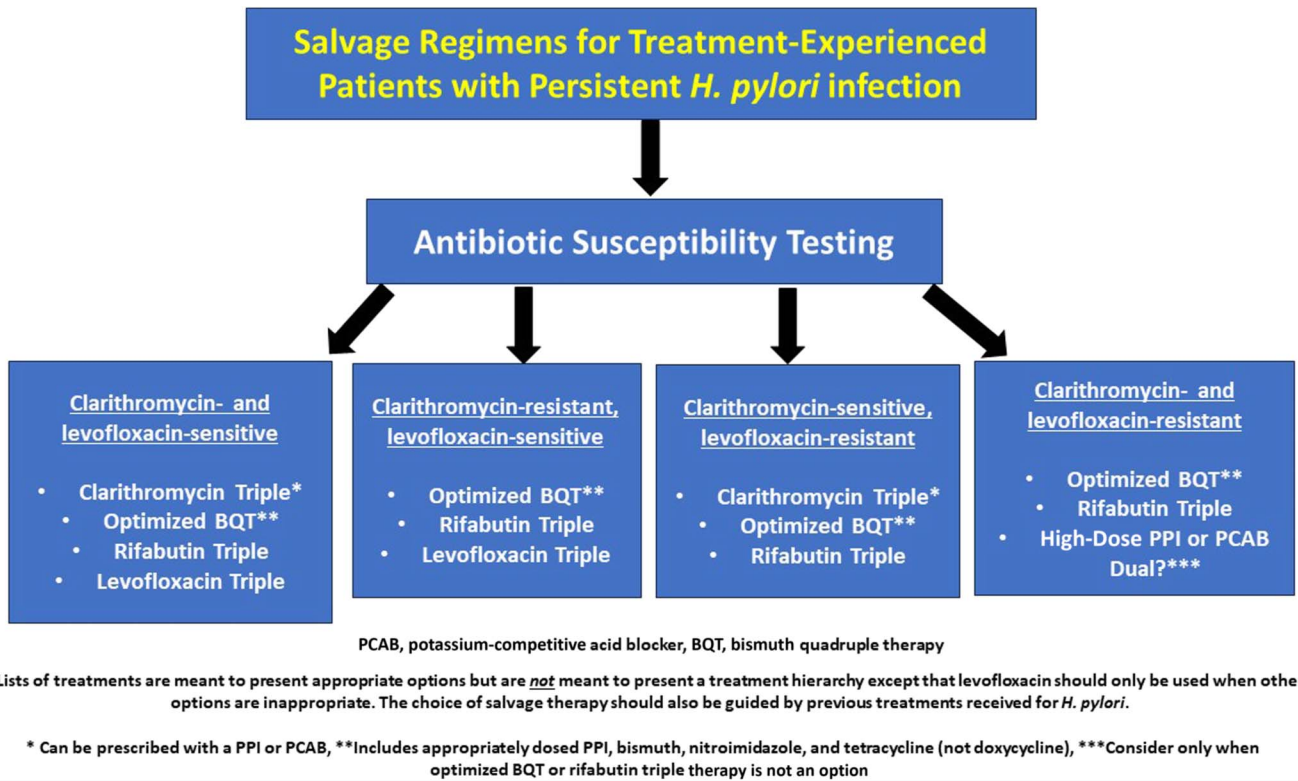 Salvage Regimens for Treatment-Experienced
Patients with Persistent H. pylori infection
Antibiotic Susceptibility Testing
Clarithromycin- and
levofloxacin-sensitive
• Clarithromycin Triple*
• Optimized BQT**
• Rifabutin Triple
• Levofloxacin Triple
Clarithromycin-resistant,
levofloxacin-sensitive
• Optimized BQT**
• Rifabutin Triple
• Levofloxacin Triple
Clarithromycin-sensitive,
levofloxacin-resistant
• Clarithromycin Triple*
• Optimized BQT**
• Rifabutin Triple
Clarithromycin- and
levofloxacin-resistant
• Optimized BQT**
• Rifabutin Triple
• High-Dose PPI or PCAB
Dual?***
PCAB, potassium-competitive acid blocker, BQT, bismuth quadruple therapy
Lists of treatments are meant to present appropriate options but are not meant to present a treatment hierarchy except that levofloxacin should only be used when othe
options are inappropriate. The choice of salvage therapy should also be guided by previous treatments received for H. pylori.
* Can be prescribed with a PPI or PCAB, **Includes appropriately dosed PPI, bismuth, nitroimidazole, and tetracycline (not doxycycline), ***Consider only when
optimized BQT or rifabutin triple therapy is not an option